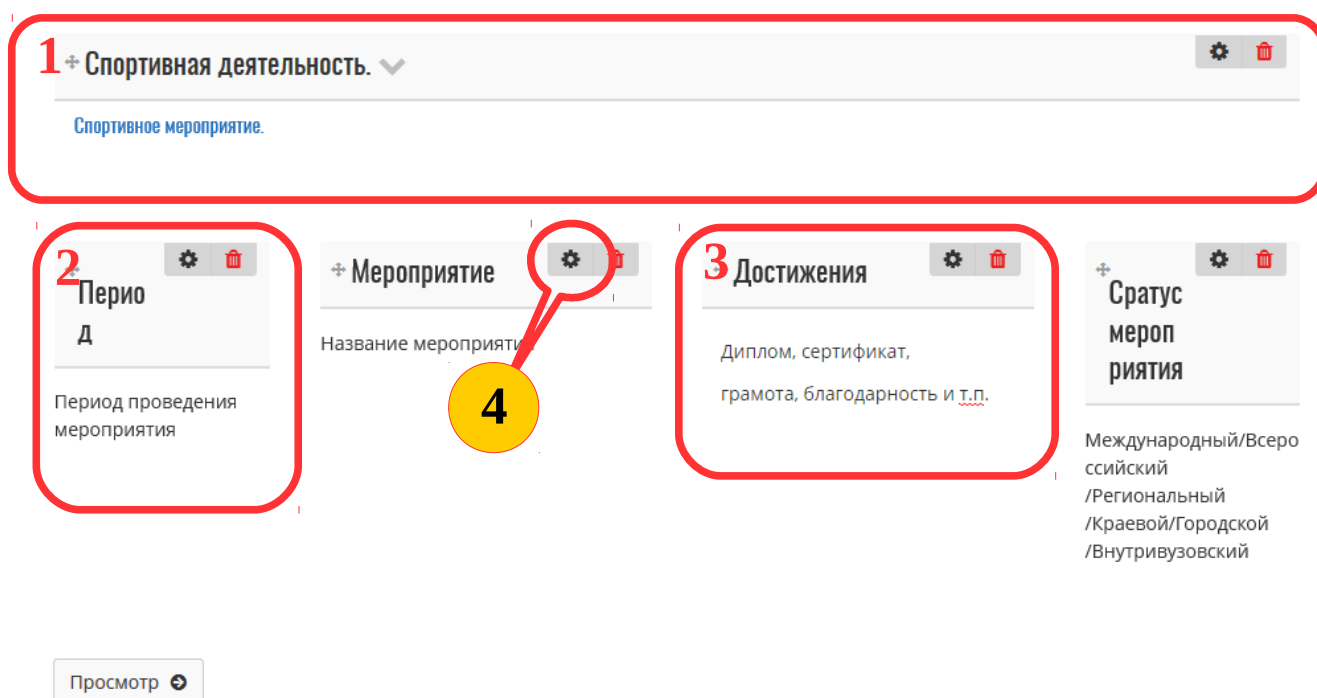 1
Спортивная деятельность.
Спортивное мероприятие.
2
Перио
д
Период проведения
мероприятия
Мероприятие
Название мероприятия
4
3
Достижения
Диплом, сертификат,
грамота, благодарность и т.п.
Сратус
мероп
риятия
Международный/Всеро
ссийский
/Региональный
/Краевой/Городской
/Внутривузовский
Просмотр